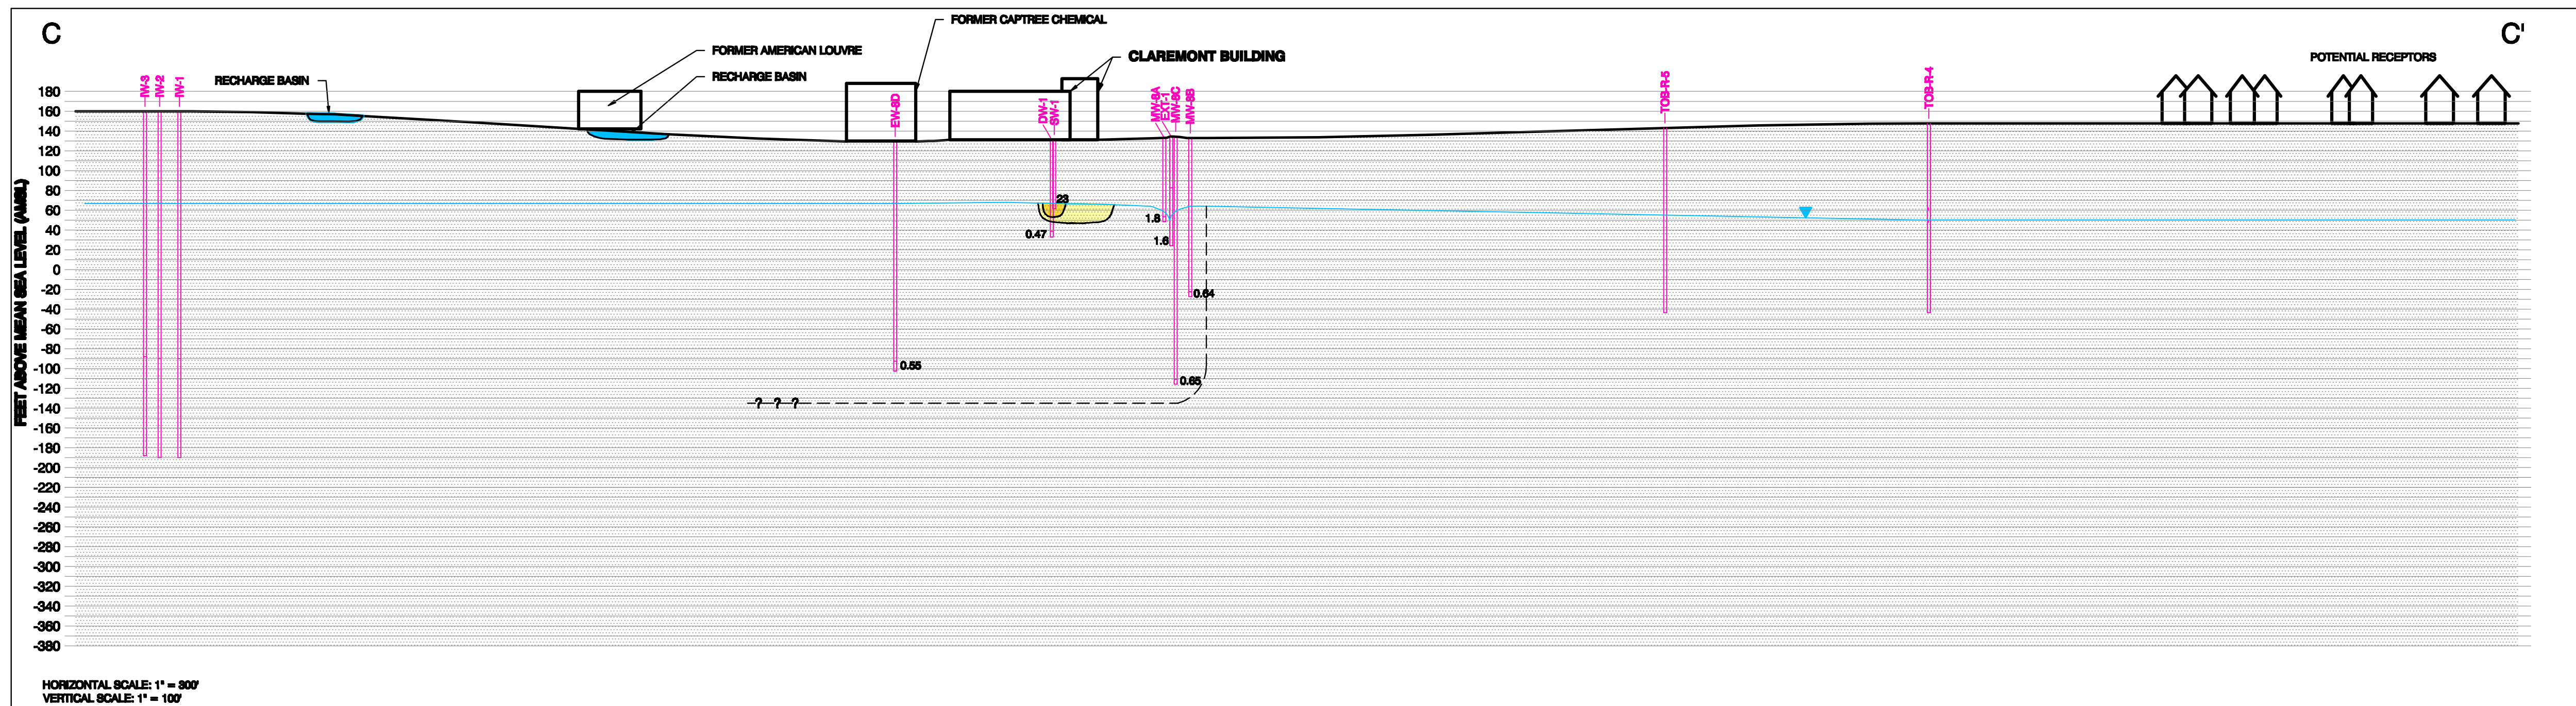 C
C'
FORMER CAPTREE CHEMICAL
FORMER AMERICAN LOUVRE
CLAREMONT BUILDING
POTENTIAL RECEPTORS
RECHARGE BASIN
RECHARGE BASIN
IW-3
IW-2
IW-1
EW-8D
DW-1
SW-1
MW-8A
EXT-1
MW-8C
MW-8B
TOB-R-5
TOB-R-4
FEET ABOVE MEAN SEA LEVEL (AMSL)
180
160
140
120
100
80
60
40
20
0
-20
-40
-60
-80
-100
-120
-140
-160
-180
-200
-220
-240
-260
-280
-300
-320
-340
-360
-380
23
1.8
0.47
1.6
0.64
0.55
0.65
? ? ?
HORIZONTAL SCALE: 1" = 300'
VERTICAL SCALE: 1" = 100'